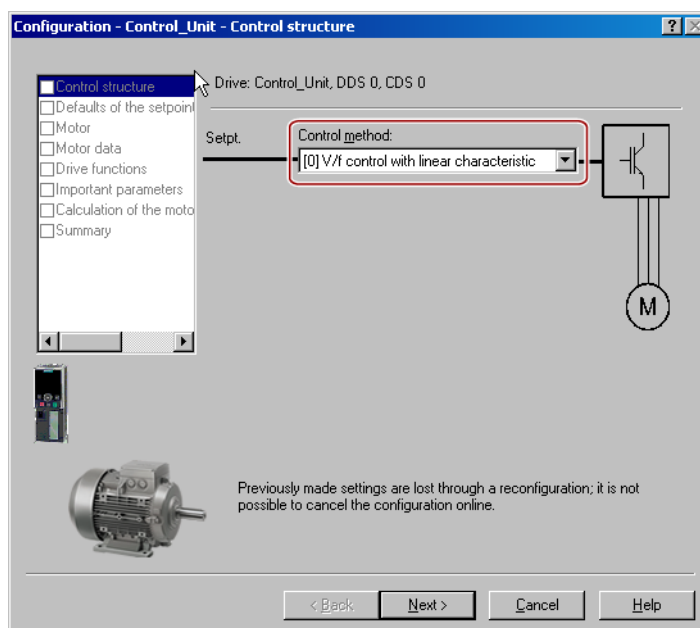 Configuration - Control_Unit - Control structure
Control structure
Defaults of the setpoint
Motor
Motor data
Drive functions
Important parameters
Calculation of the moto
Summary
Drive: Control_Unit, DDS 0, CDS 0
Setpt.
Control method:
[0] V/f control with linear characteristic
M
Previously made settings are lost through a reconfiguration; it is not
possible to cancel the configuration online.
< Back
Next >
Cancel
Help